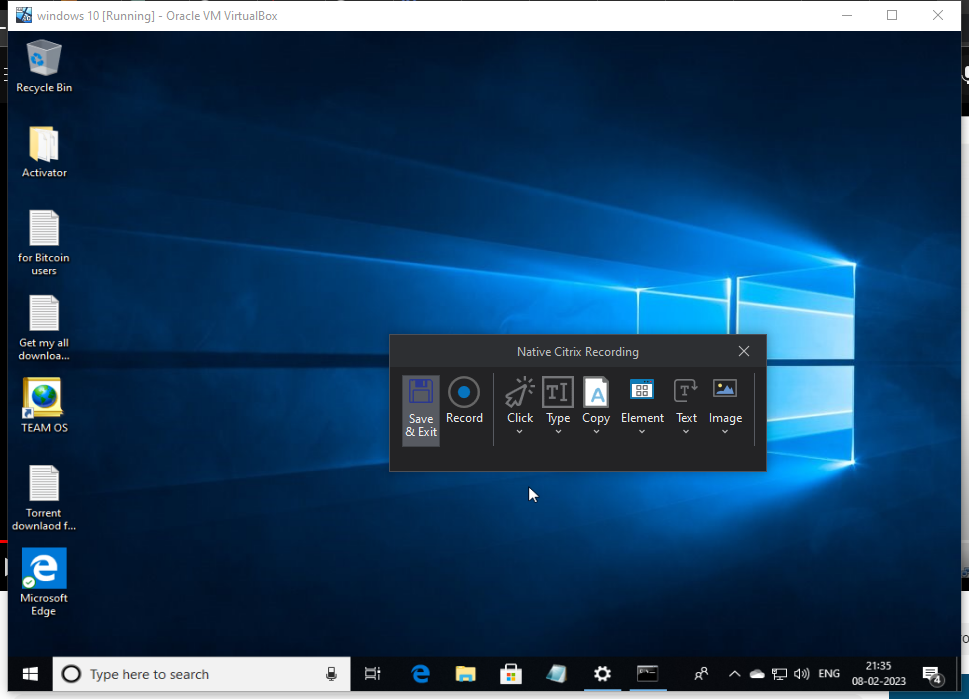 windows 10 [Running] - Oracle VM VirtualBox
Recycle Bin
Activator
for Bitcoin
users
Get my all
downloa...
TEAM OS
Torrent
downlaod f...
Microsoft
Edge
Native Citrix Recording
Save
& Exit
Record
Click
Type
Copy
Element
Text
Image
Type here to search
ENG
21:35
08-02-2023
4